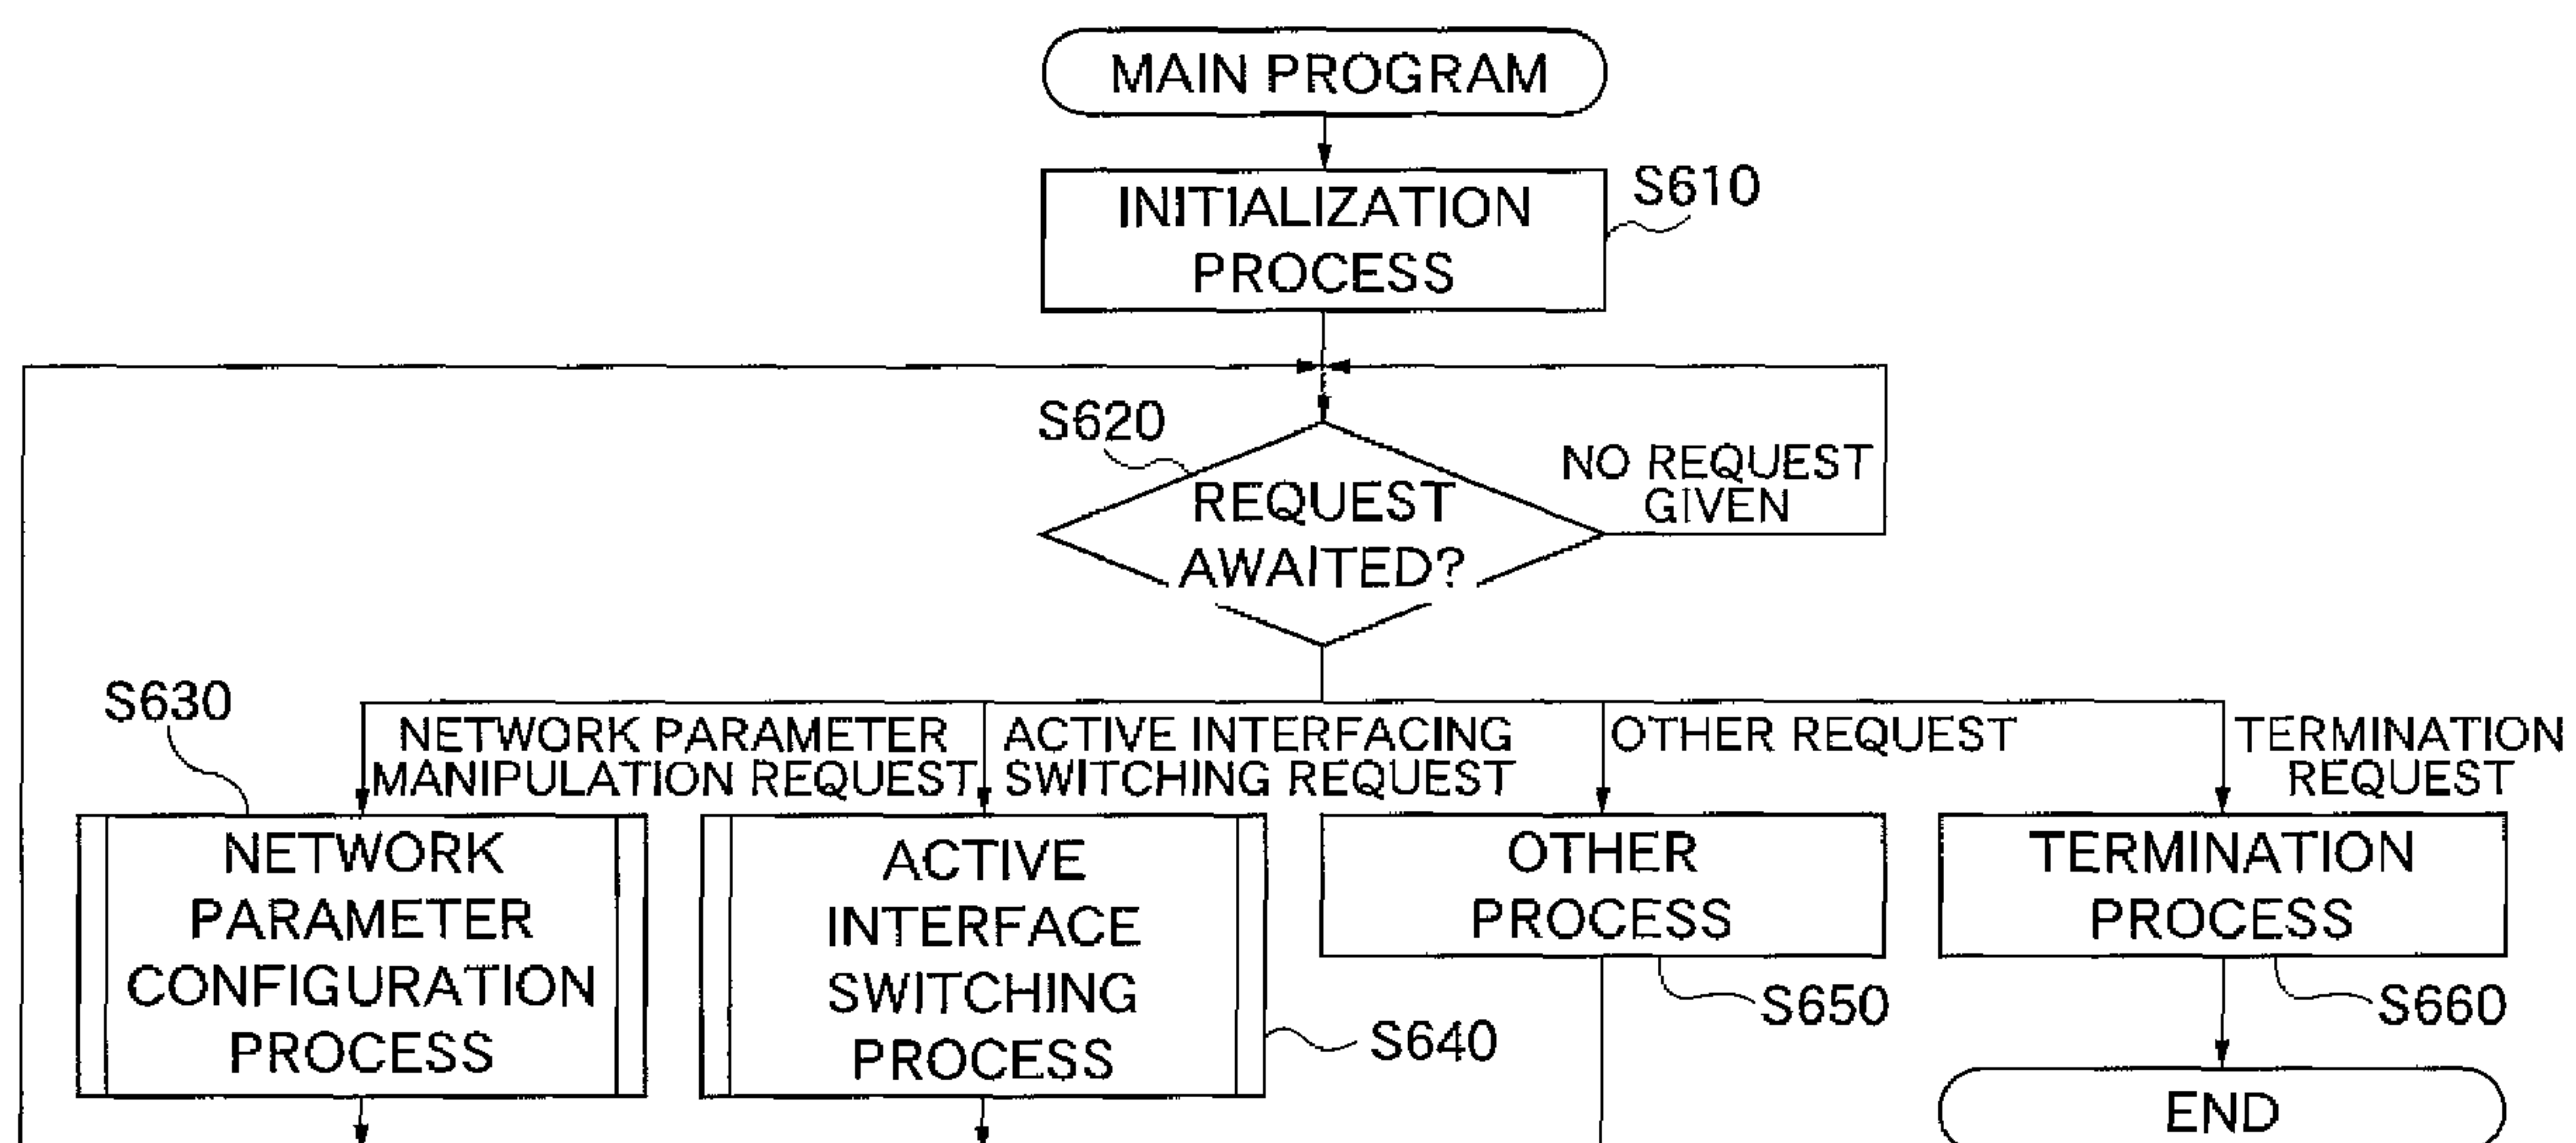 MAIN PROGRAM
INITIALIZATION
PROCESS
S610
S620
REQUEST
AWAITED?
NO REQUEST
GIVEN
S630
NETWORK PARAMETER
MANIPULATION REQUEST
ACTIVE INTERFACING
SWITCHING REQUEST
OTHER REQUEST
TERMINATION
REQUEST
NETWORK
PARAMETER
CONFIGURATION
PROCESS
ACTIVE
INTERFACE
SWITCHING
PROCESS
S640
OTHER
PROCESS
S650
TERMINATION
PROCESS
S660
END